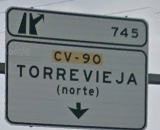 745
CV-90
TORREVIEJA
(norte)